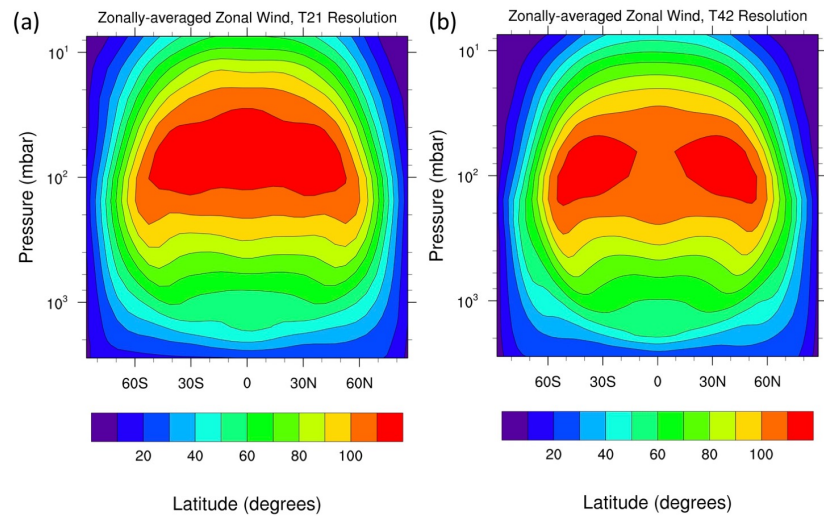 (a)
Zonally-averaged Zonal Wind, T21 Resolution
10¹
10²
10³
Pressure (mbar)
60S 30S 0 30N 60N
20 40 60 80 100
Latitude (degrees)
(b)
Zonally-averaged Zonal Wind, T42 Resolution
10¹
10²
10³
Pressure (mbar)
60S 30S 0 30N 60N
20 40 60 80 100
Latitude (degrees)